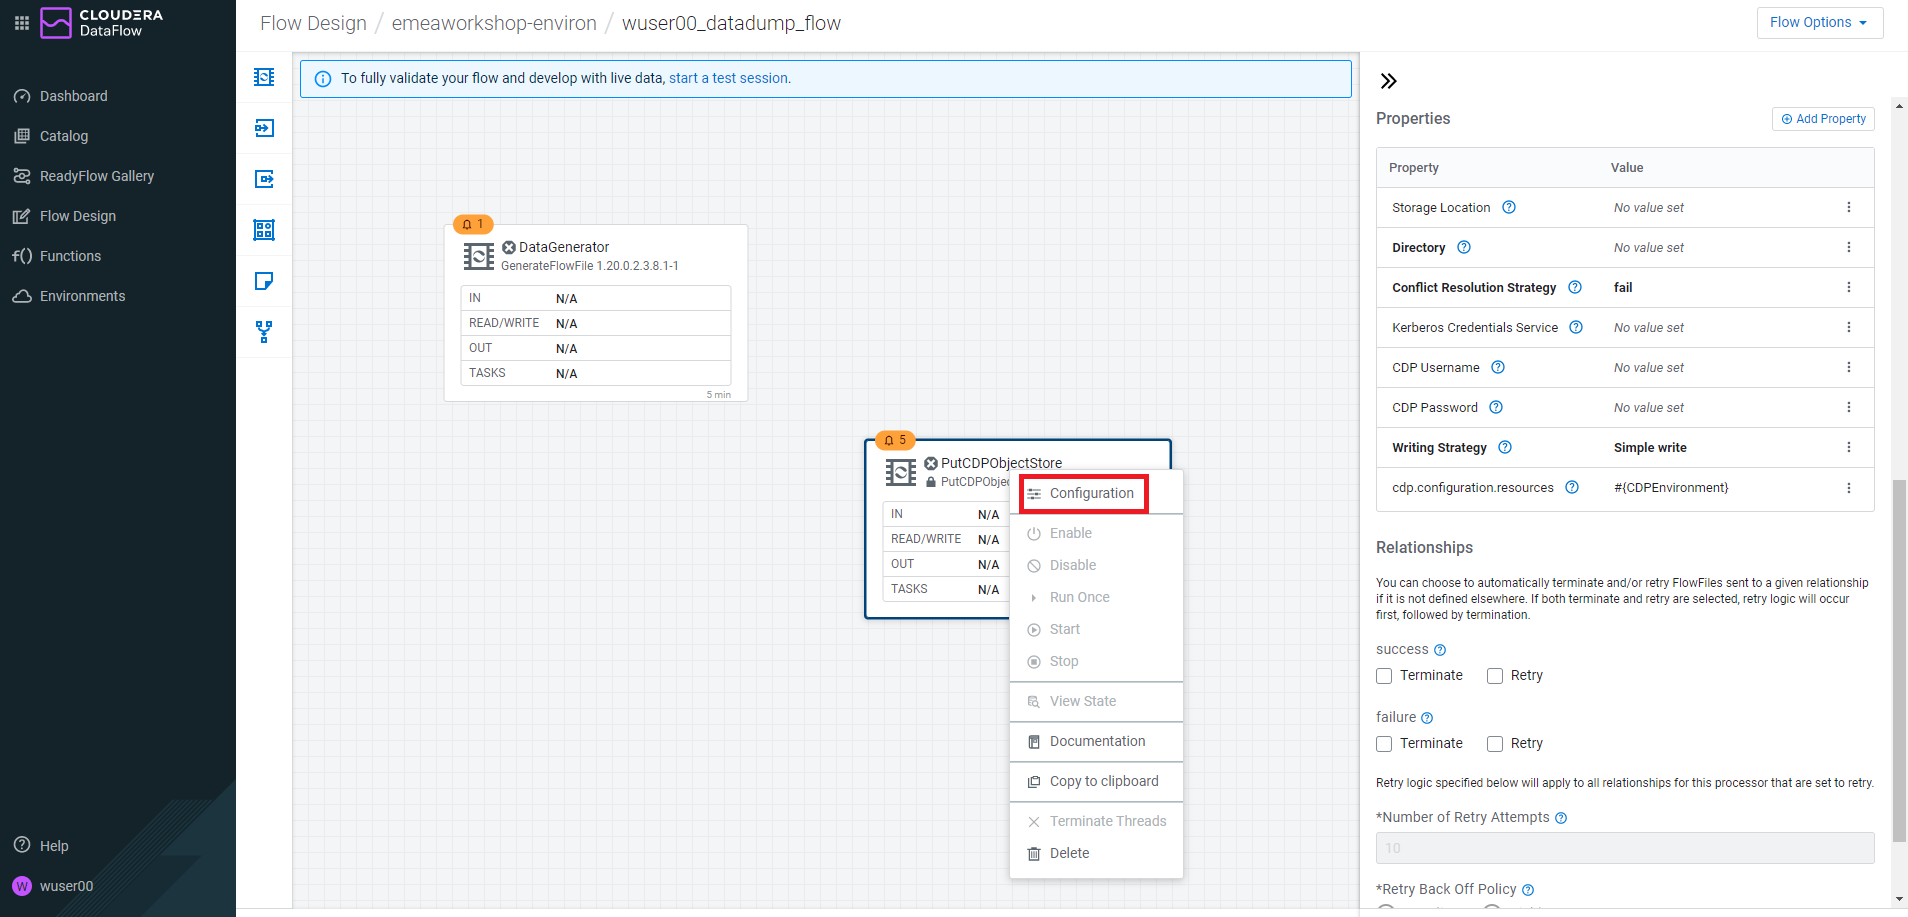 CLOUDERA
DataFlow
Dashboard
Catalog
ReadyFlow Gallery
Flow Design
Functions
Environments
Help
W wuser00
Flow Design / emeaworkshop-environ / wuser00_datadump_flow
Flow Options
To fully validate your flow and develop with live data, start a test session.
1
DataGenerator
GenerateFlowFile 1.20.0.2.3.8.1-1
IN N/A
READ/WRITE N/A
OUT N/A
TASKS N/A
5 min
5
PutCDPObjectStore
PutCDPObjec
IN N/A
READ/WRITE N/A
OUT N/A
TASKS N/A
Configuration
Enable
Disable
Run Once
Start
Stop
View State
Documentation
Copy to clipboard
Terminate Threads
Delete
Properties
Add Property
Property Value
Storage Location No value set
Directory No value set
Conflict Resolution Strategy fail
Kerberos Credentials Service No value set
CDP Username No value set
CDP Password No value set
Writing Strategy Simple write
cdp.configuration.resources #{CDPEnvironment}
Relationships
You can choose to automatically terminate and/or retry FlowFiles sent to a given relationship
if it is not defined elsewhere. If both terminate and retry are selected, retry logic will occur
first, followed by termination.
success
Terminate Retry
failure
Terminate Retry
Retry logic specified below will apply to all relationships for this processor that are set to retry.
*Number of Retry Attempts
10
*Retry Back Off Policy